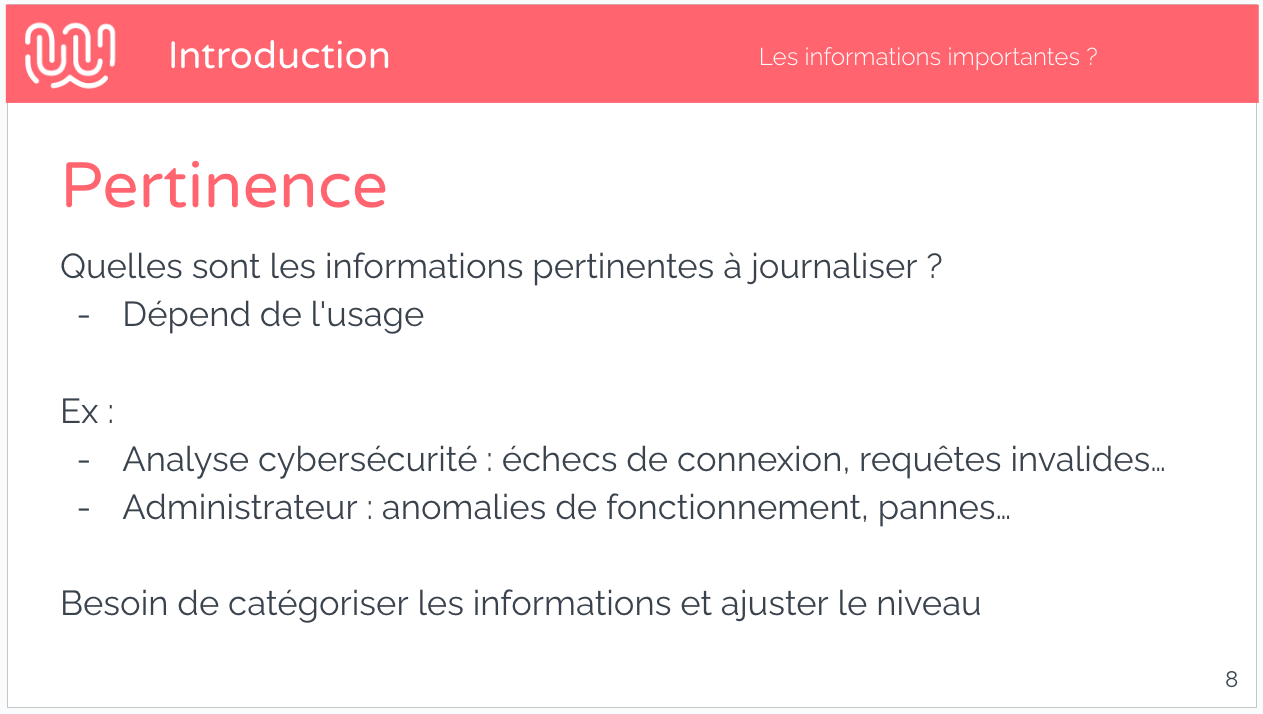 Introduction
Les informations importantes ?
Pertinence
Quelles sont les informations pertinentes à journaliser ?
- Dépend de l'usage
Ex :
- Analyse cybersécurité : échecs de connexion, requêtes invalides…
- Administrateur : anomalies de fonctionnement, pannes…
Besoin de catégoriser les informations et ajuster le niveau
8